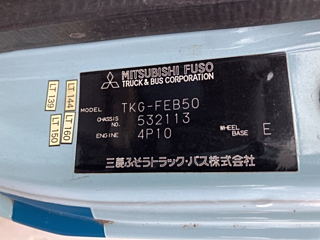 MITSUBISHI FUSO
TRUCK & BUS CORPORATION
MODEL TKG-FEB50
CHASSIS NO. 532113
ENGINE 4P10 WHEEL BASE E
三菱ふそうトラック・バス株式会社
LT 139
LT 144
LT 150
LT 160